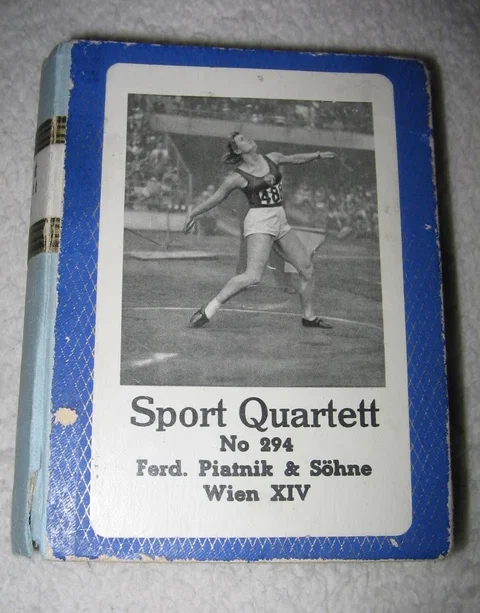 Sport Quartett
No 294
Ferd. Piatnik & Söhne
Wien XIV